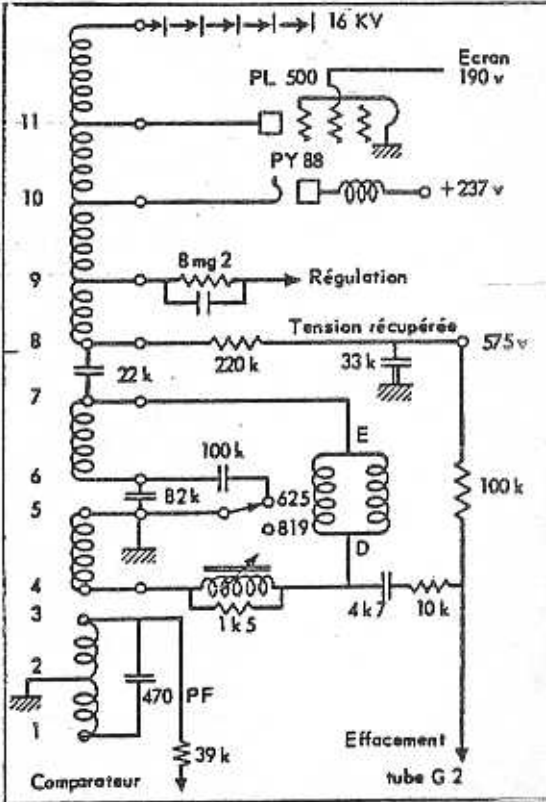 16 KV
Ecran
190 v
PL 500
11
PY 88
10
+237 v
8 mg 2
9
Régulation
Tension récupérée
8
220 k
33 k
575 v
22 k
7
E
100 k
6
82 k
625
100 k
5
819
D
4
1 k 5
4 k 7
10 k
3
2
470
PF
1
39 k
Effacement
Comparateur
tube G 2